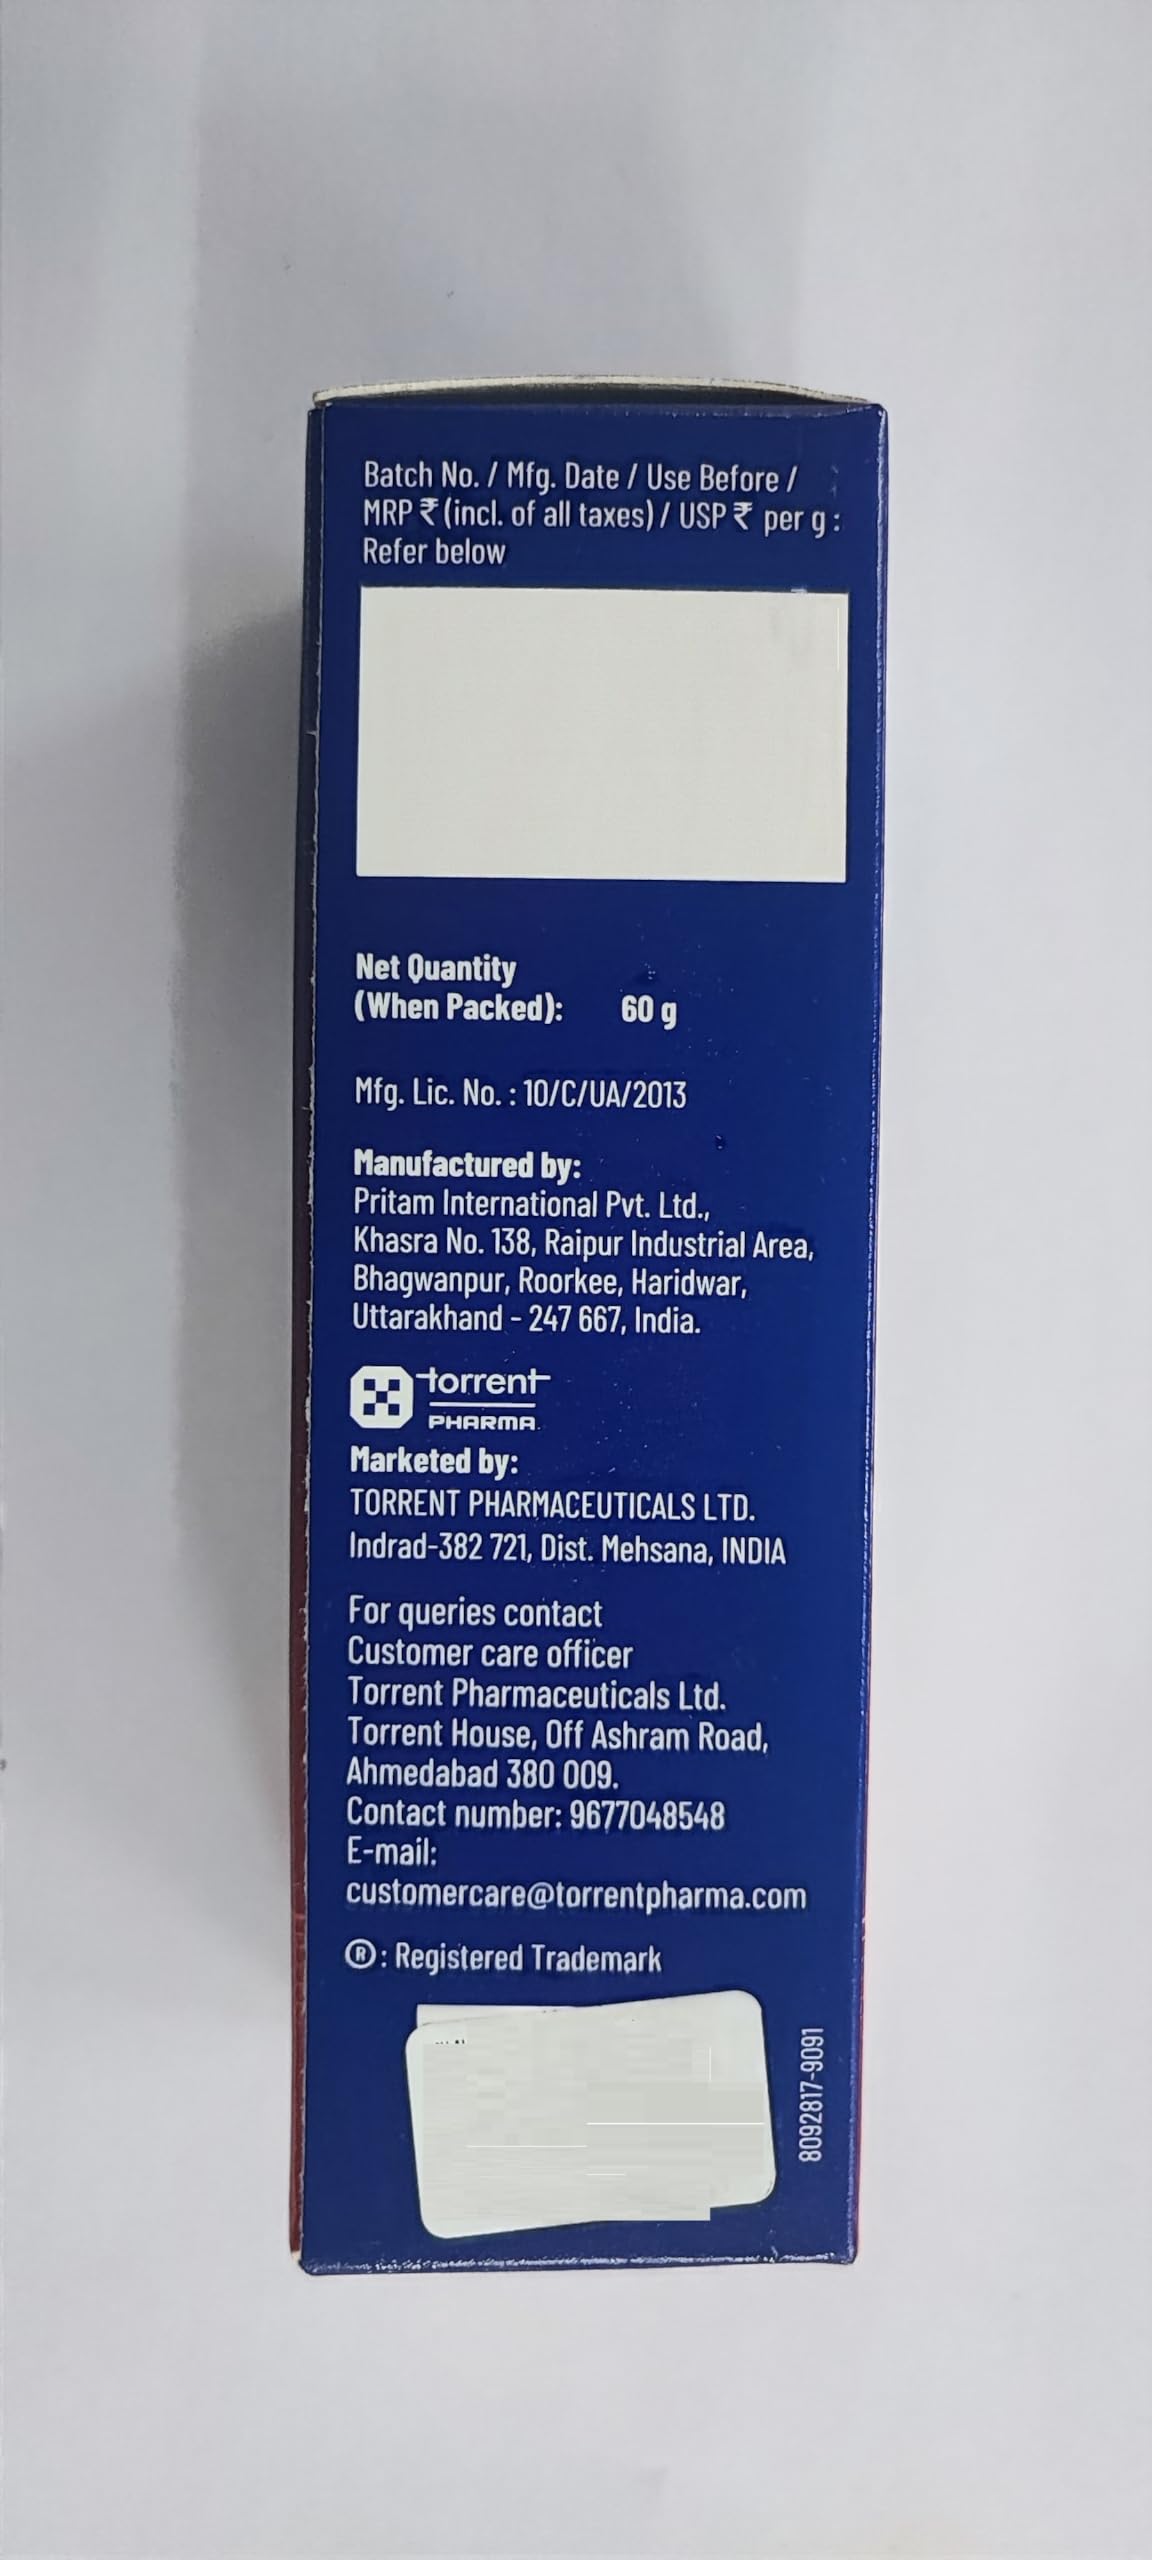 Batch No. / Mfg. Date / Use Before /
MRP ₹ (incl. of all taxes) / USP ₹ per g :
Refer below
Net Quantity
(When Packed): 60 g
Mfg. Lic. No. : 10/C/UA/2013
Manufactured by:
Pritam International Pvt. Ltd.,
Khasra No. 138, Raipur Industrial Area,
Bhagwanpur, Roorkee, Haridwar,
Uttarakhand - 247 667, India.
torrent
PHARMA
Marketed by:
TORRENT PHARMACEUTICALS LTD.
Indrad-382 721, Dist. Mehsana, INDIA
For queries contact
Customer care officer
Torrent Pharmaceuticals Ltd.
Torrent House, Off Ashram Road,
Ahmedabad 380 009.
Contact number: 9677048548
E-mail:
customercare@torrentpharma.com
®: Registered Trademark
8092817-9091